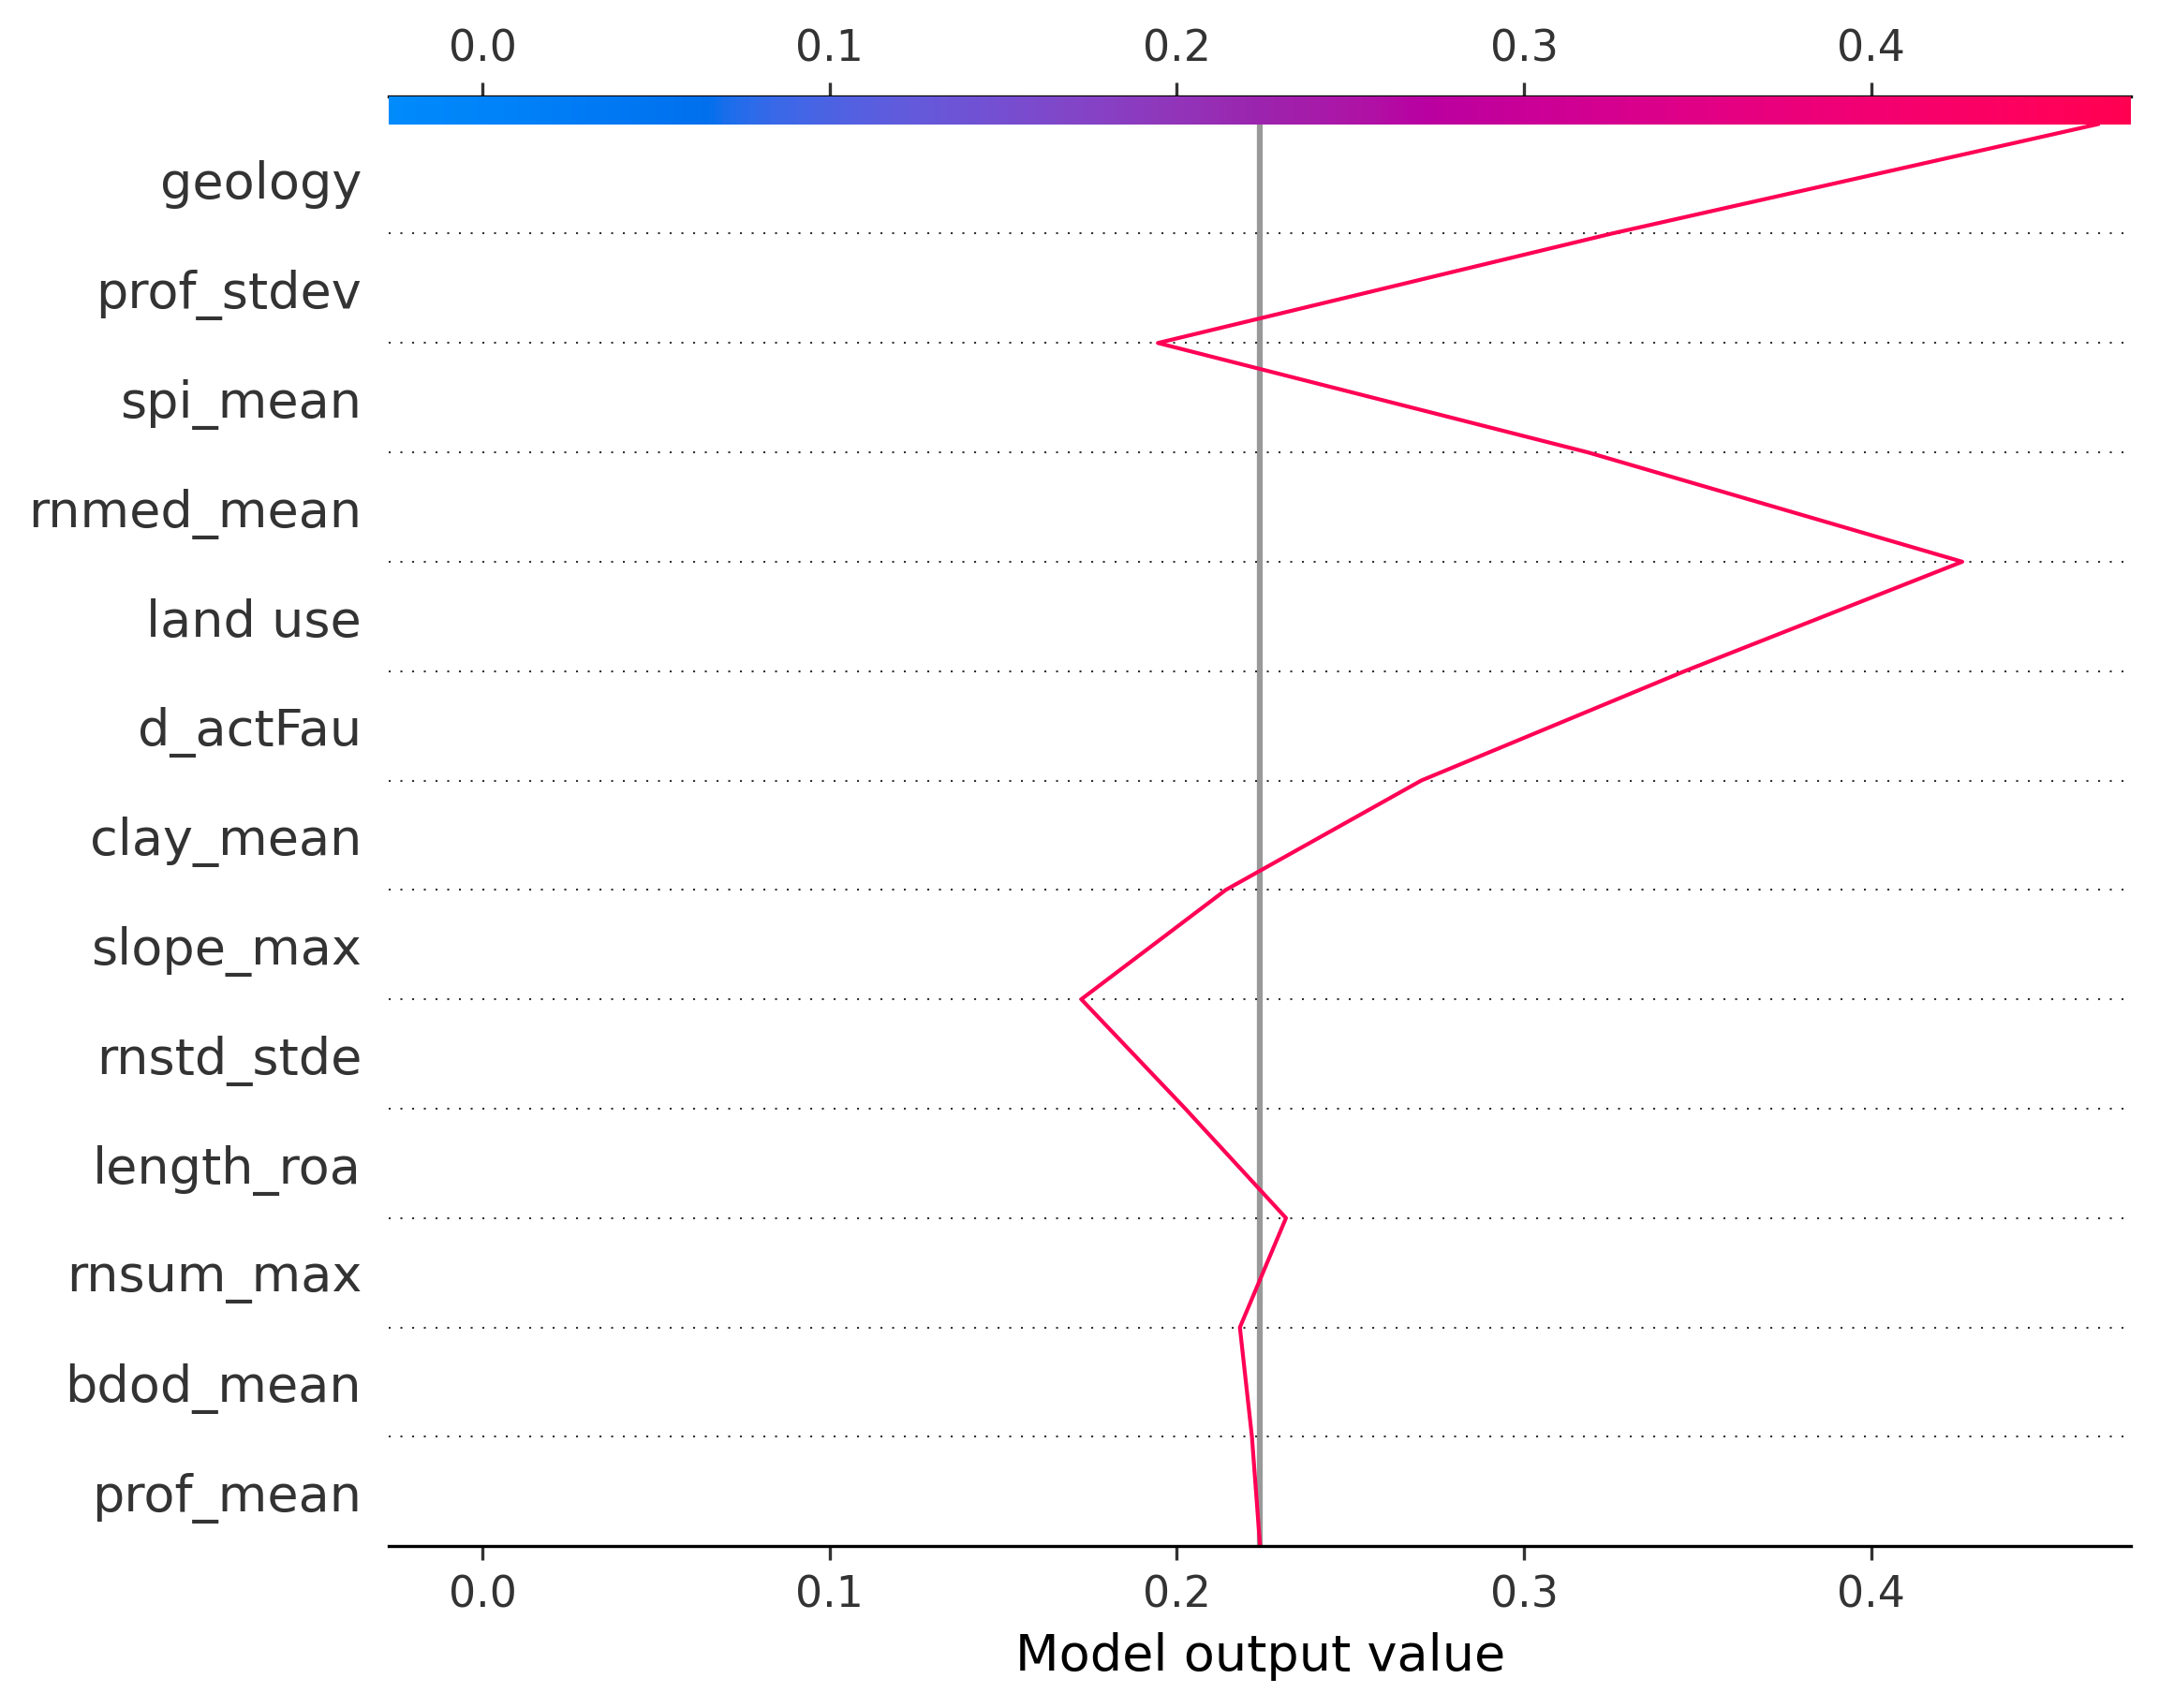 0.0 0.1 0.2 0.3 0.4
geology
prof_stdev
spi_mean
rnmed_mean
land use
d_actFau
clay_mean
slope_max
rnstd_stde
length_roa
rnsum_max
bdod_mean
prof_mean
0.0 0.1 0.2 0.3 0.4
Model output value